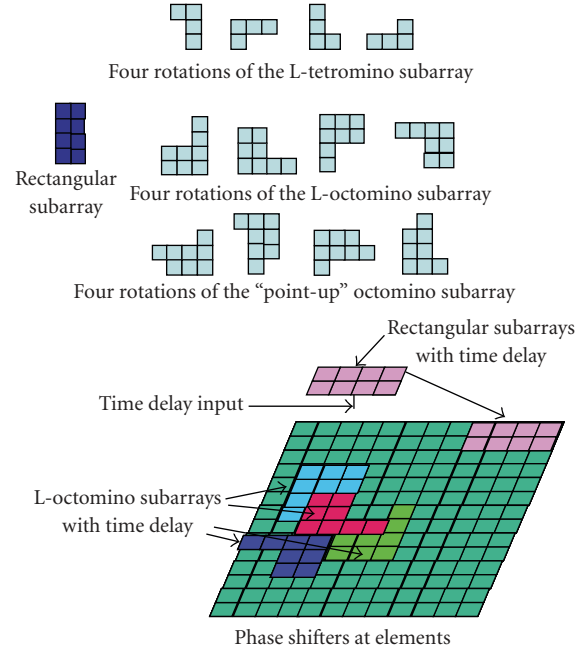 Four rotations of the L-tetromino subarray
Rectangular
subarray
Four rotations of the L-octomino subarray
Four rotations of the “point-up” octomino subarray
Rectangular subarrays
with time delay
Time delay input
L-octomino subarrays
with time delay
Phase shifters at elements